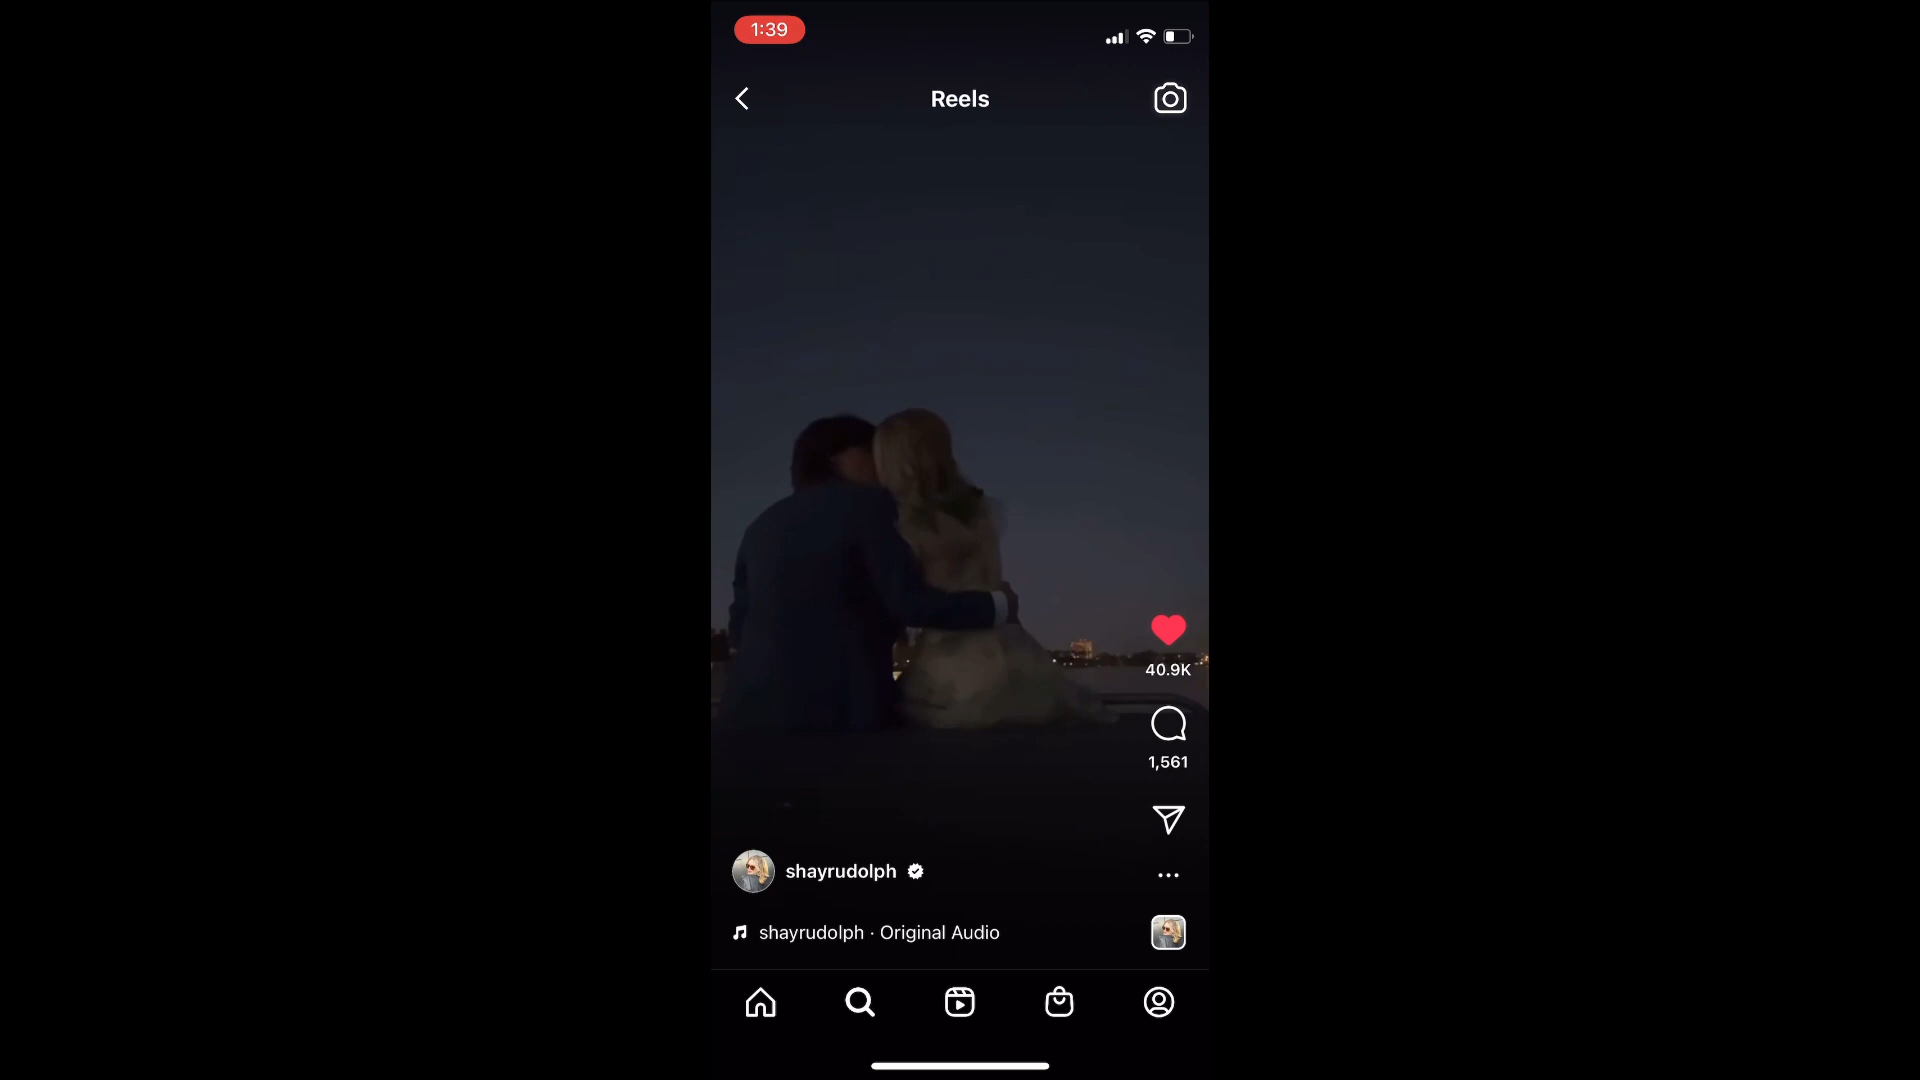 1:39
Reels
40.9K
1,561
shayrudolph
shayrudolph · Original Audio